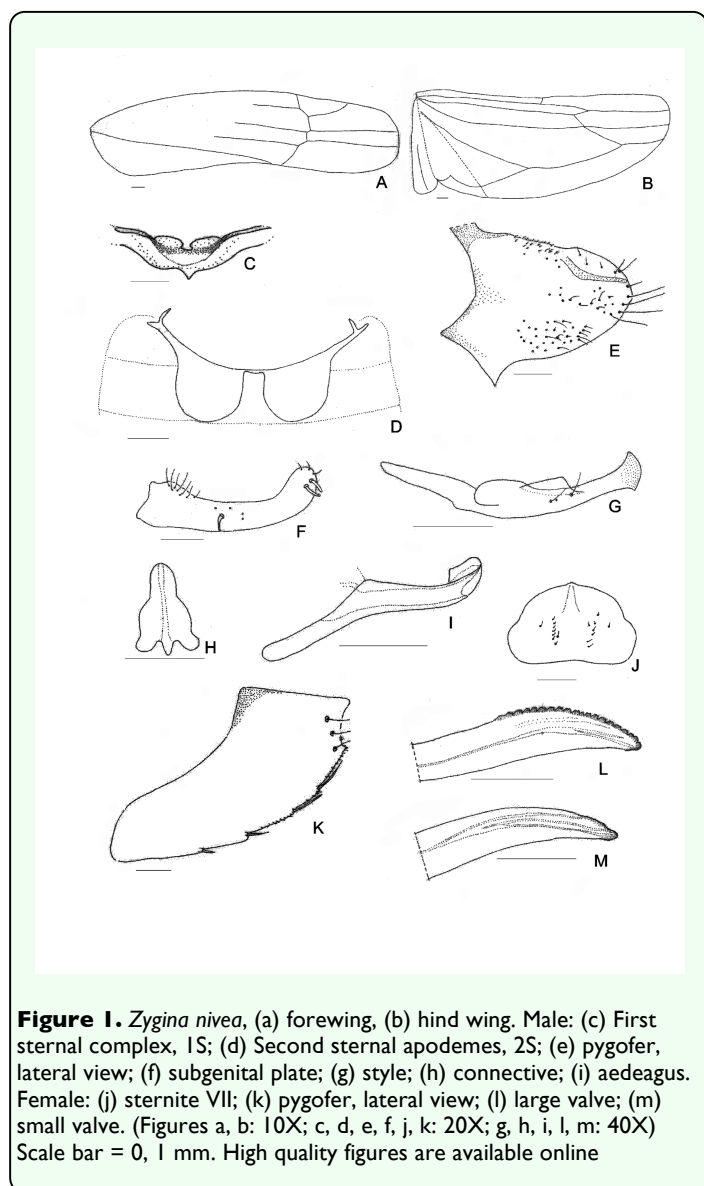 A
B
C
D
E
F
G
H
I
J
K
L
M
Figure 1. Zygina nivea, (a) forewing, (b) hind wing. Male: (c) First
sternal complex, 1S; (d) Second sternal apodemes, 2S; (e) pygofer,
lateral view; (f) subgenital plate; (g) style; (h) connective; (i) aedeagus.
Female: (j) sternite VII; (k) pygofer, lateral view; (l) large valve; (m)
small valve. (Figures a, b: 10X; c, d, e, f, j, k: 20X; g, h, i, l, m: 40X)
Scale bar = 0, 1 mm. High quality figures are available online